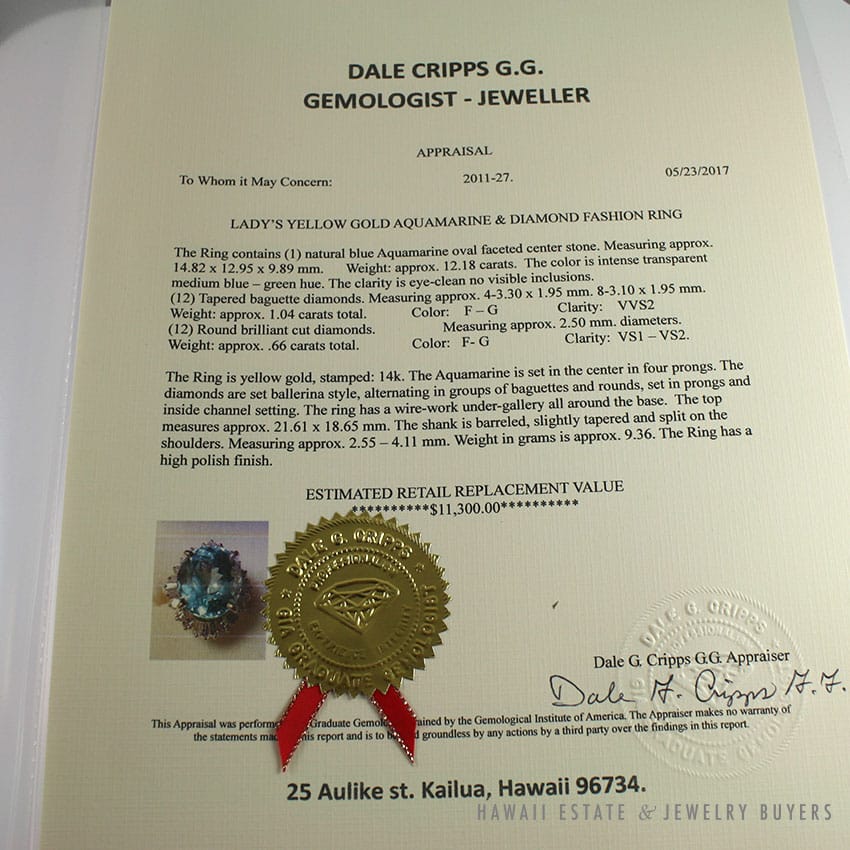 DALE CRIPPS G.G.
GEMOLOGIST - JEWELLER
APPRAISAL
To Whom it May Concern: 2011-27. 05/23/2017
LADY'S YELLOW GOLD AQUAMARINE & DIAMOND FASHION RING
The Ring contains (1) natural blue Aquamarine oval faceted center stone. Measuring approx.
14.82 x 12.95 x 9.89 mm. Weight: approx. 12.18 carats. The color is intense transparent
medium blue – green hue. The clarity is eye-clean no visible inclusions.
(12) Tapered baguette diamonds. Measuring approx. 4-3.30 x 1.95 mm. 8-3.10 x 1.95 mm.
Weight: approx. 1.04 carats total. Color: F – G Clarity: VVS2
(12) Round brilliant cut diamonds. Measuring approx. 2.50 mm. diameters.
Weight: approx. .66 carats total. Color: F- G Clarity: VS1 – VS2.
The Ring is yellow gold, stamped: 14k. The Aquamarine is set in the center in four prongs. The
diamonds are set ballerina style, alternating in groups of baguettes and rounds, set in prongs and
inside channel setting. The ring has a wire-work under-gallery all around the base. The top
measures approx. 21.61 x 18.65 mm. The shank is barreled, slightly tapered and split on the
shoulders. Measuring approx. 2.55 – 4.11 mm. Weight in grams is approx. 9.36. The Ring has a
high polish finish.
ESTIMATED RETAIL REPLACEMENT VALUE
**********$11,300.00**********
DALE G. CRIPPS
PROFESSIONALISM
GIA GRADUATE GEMOLOGIST
DALE G. CRIPPS
GRADUATE
Dale G. Cripps G.G. Appraiser
Dale G. Cripps G.G.
This Appraisal was perform Graduate Gemol ained by the Gemological Institute of America. The Appraiser makes no warranty of
the statements ma his report and is to b d groundless by any actions by a third party over the findings in this report.
25 Aulike st. Kailua, Hawaii 96734.
HAWAII ESTATE & JEWELRY BUYERS